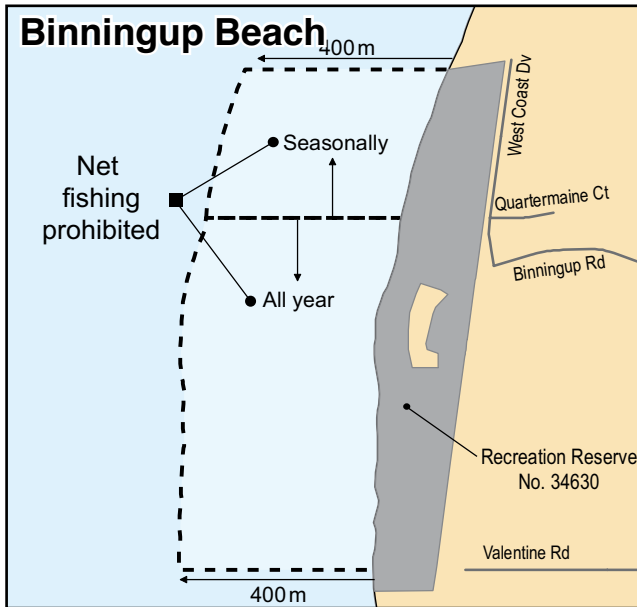 Binningup Beach
400 m
West Coast Dv
Seasonally
Net
fishing
prohibited
Quartermaine Ct
Binningup Rd
All year
Recreation Reserve
No. 34630
Valentine Rd
400 m